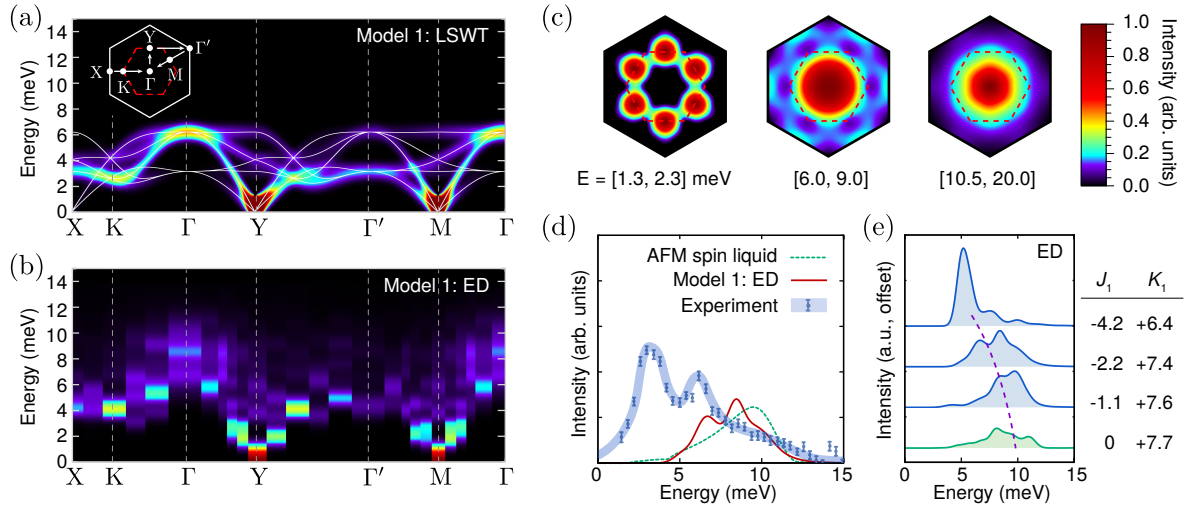 (a)
Energy (meV)
14
12
10
8
6
4
2
0
Model 1: LSWT
Y
Γ′
X
K
Γ
M
X
K
Γ
Y
Γ′
M
Γ
(b)
Energy (meV)
14
12
10
8
6
4
2
0
Model 1: ED
X
K
Γ
Y
Γ′
M
Γ
(c)
E = [1.3, 2.3] meV
[6.0, 9.0]
[10.5, 20.0]
1.0
0.8
0.6
0.4
0.2
0.0
Intensity (arb. units)
(d)
Intensity (arb. units)
AFM spin liquid
Model 1: ED
Experiment
0
5
10
15
Energy (meV)
(e)
ED
Intensity (a.u., offset)
0
5
10
15
Energy (meV)
J₁ K₁
-4.2 +6.4
-2.2 +7.4
-1.1 +7.6
0 +7.7